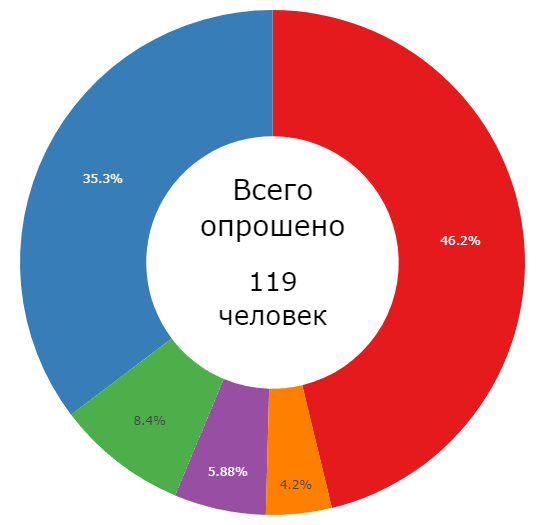 35.3%
Всего
опрошено
46.2%
119
человек
8.4%
5.88%
4.2%